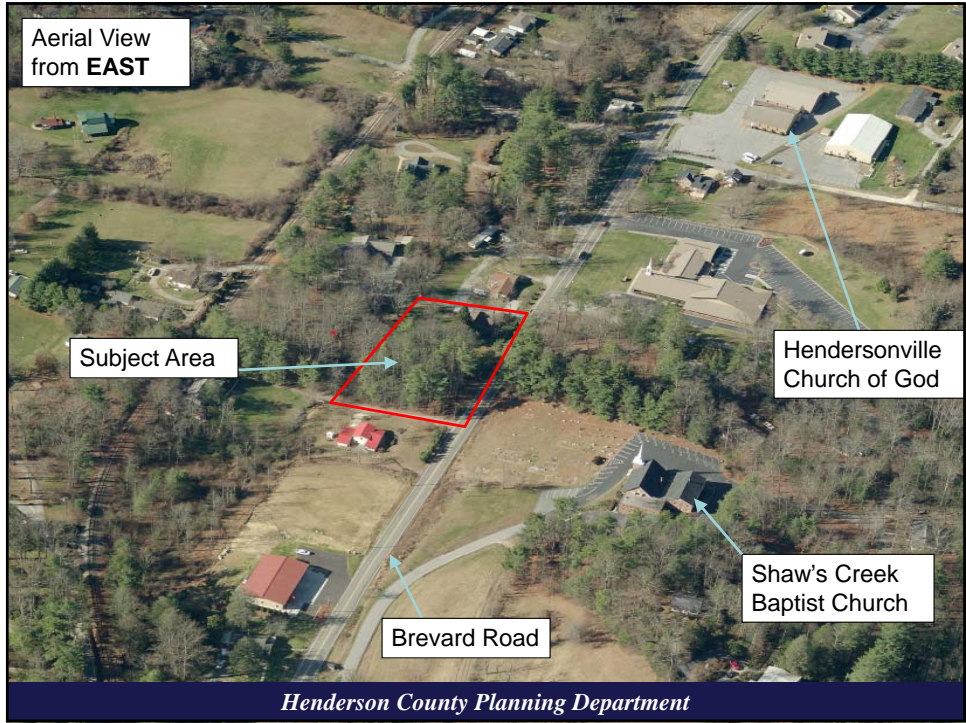 Aerial View
from EAST
Subject Area
Hendersonville
Church of God
Shaw's Creek
Baptist Church
Brevard Road
Henderson County Planning Department